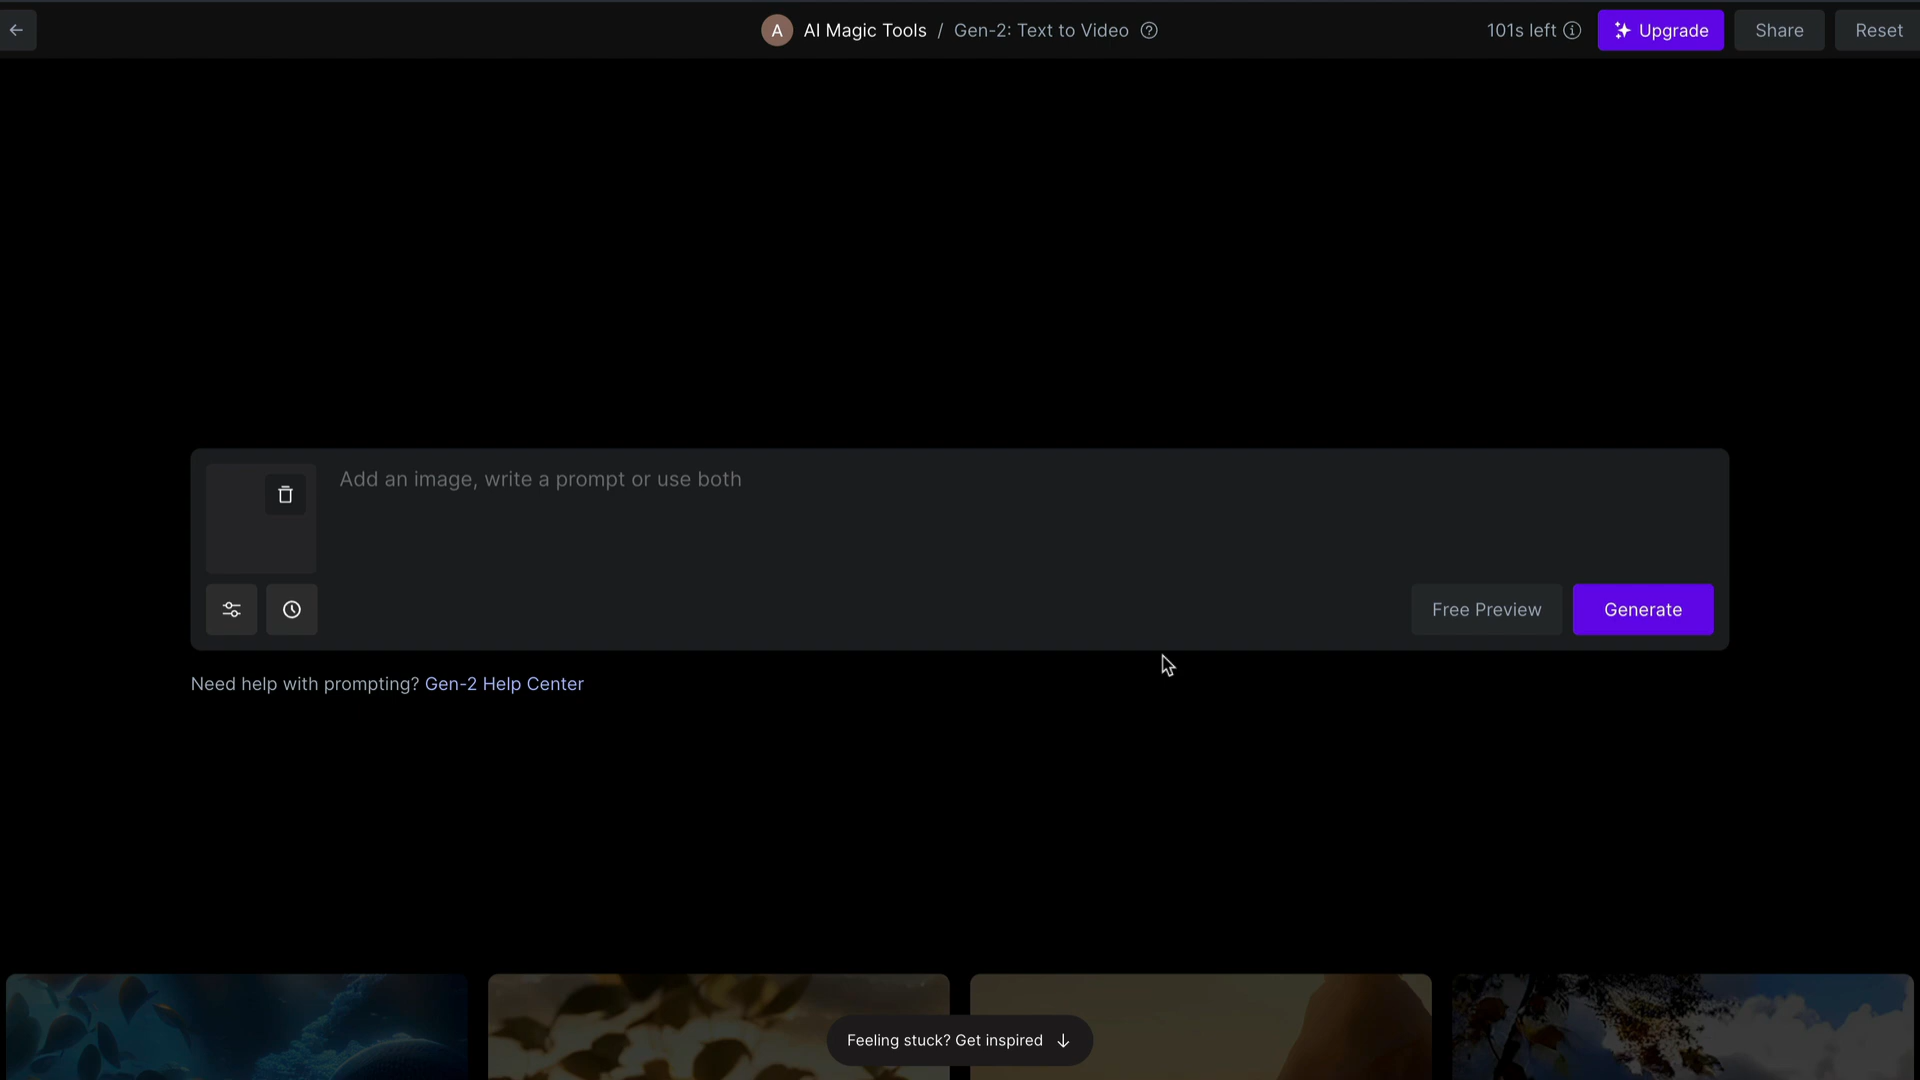 A AI Magic Tools / Gen-2: Text to Video
101s left
Upgrade
Share
Reset
Add an image, write a prompt or use both
Free Preview
Generate
Need help with prompting? Gen-2 Help Center
Feeling stuck? Get inspired